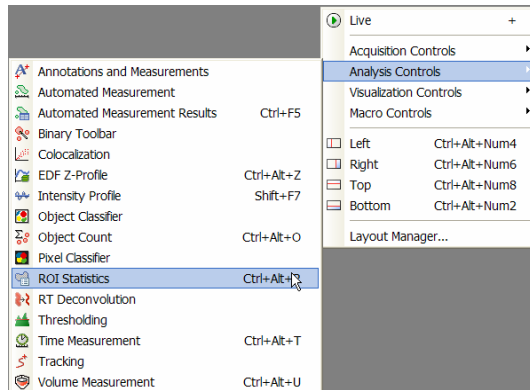 Live +
Acquisition Controls
Analysis Controls
Visualization Controls
Macro Controls
Left Ctrl+Alt+Num4
Right Ctrl+Alt+Num6
Top Ctrl+Alt+Num8
Bottom Ctrl+Alt+Num2
Layout Manager...
Annotations and Measurements
Automated Measurement
Automated Measurement Results Ctrl+F5
Binary Toolbar
Colocalization
EDF Z-Profile Ctrl+Alt+Z
Intensity Profile Shift+F7
Object Classifier
Object Count Ctrl+Alt+O
Pixel Classifier
ROI Statistics Ctrl+Alt+
RT Deconvolution
Thresholding
Time Measurement Ctrl+Alt+T
Tracking
Volume Measurement Ctrl+Alt+U